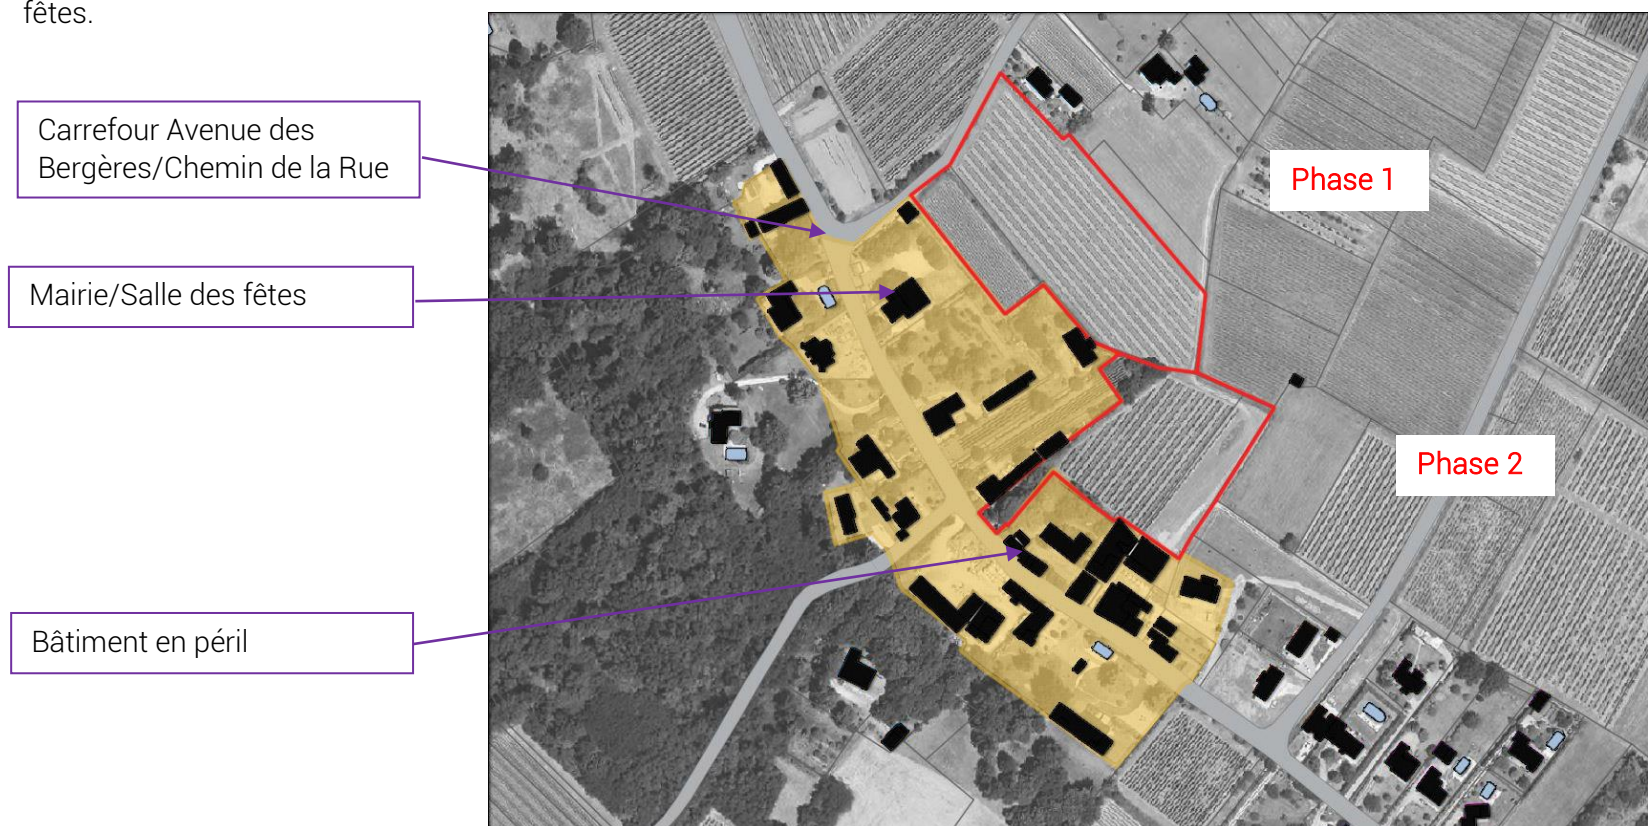 fêtes.
Carrefour Avenue des
Bergères/Chemin de la Rue
Mairie/Salle des fêtes
Bâtiment en péril
Phase 1
Phase 2